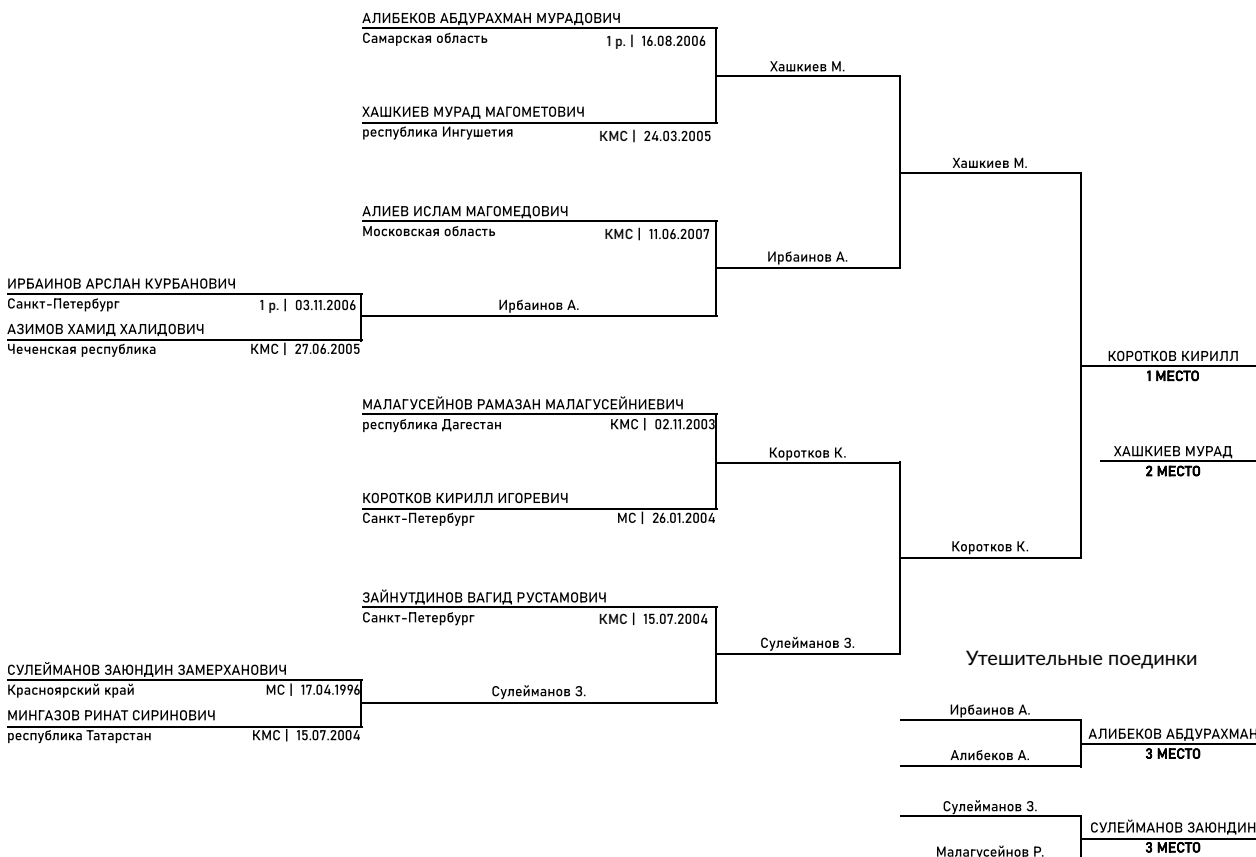 АЛИБЕКОВ АБДУРАХМАН МУРАДОВИЧ
Самарская область 1 р. | 16.08.2006
Хашкиев М.
ХАШКИЕВ МУРАД МАГОМЕТОВИЧ
республика Ингушетия КМС | 24.03.2005
Хашкиев М.
АЛИЕВ ИСЛАМ МАГОМЕДОВИЧ
Московская область КМС | 11.06.2007
Ирбаинов А.
ИРБАИНОВ АРСЛАН КУРБАНОВИЧ
Санкт-Петербург 1 р. | 03.11.2006
Ирбаинов А.
АЗИМОВ ХАМИД ХАЛИДОВИЧ
Чеченская республика КМС | 27.06.2005
КОРОТКОВ КИРИЛЛ
1 МЕСТО
МАЛАГУСЕЙНОВ РАМАЗАН МАЛАГУСЕЙНИЕВИЧ
республика Дагестан КМС | 02.11.2003
Коротков К.
ХАШКИЕВ МУРАД
2 МЕСТО
КОРОТКОВ КИРИЛЛ ИГОРЕВИЧ
Санкт-Петербург МС | 26.01.2004
Коротков К.
ЗАЙНУТДИНОВ ВАГИД РУСТАМОВИЧ
Санкт-Петербург КМС | 15.07.2004
Сулейманов З.
Утешительные поединки
СУЛЕЙМАНОВ ЗАЮНДИН ЗАМЕРХАНОВИЧ
Красноярский край МС | 17.04.1996
Сулейманов З.
МИНГАЗОВ РИНАТ СИРИНОВИЧ
республика Татарстан КМС | 15.07.2004
Ирбаинов А.
АЛИБЕКОВ АБДУРАХМАН
3 МЕСТО
Алибеков А.
Сулейманов З.
СУЛЕЙМАНОВ ЗАЮНДИН
3 МЕСТО
Малагусейнов Р.